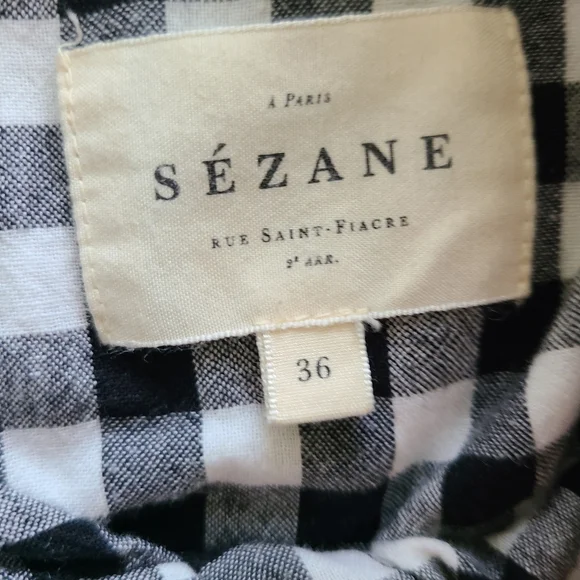 À PARIS
SÉZANE
RUE SAINT-FIACRE
2e ARR.
36